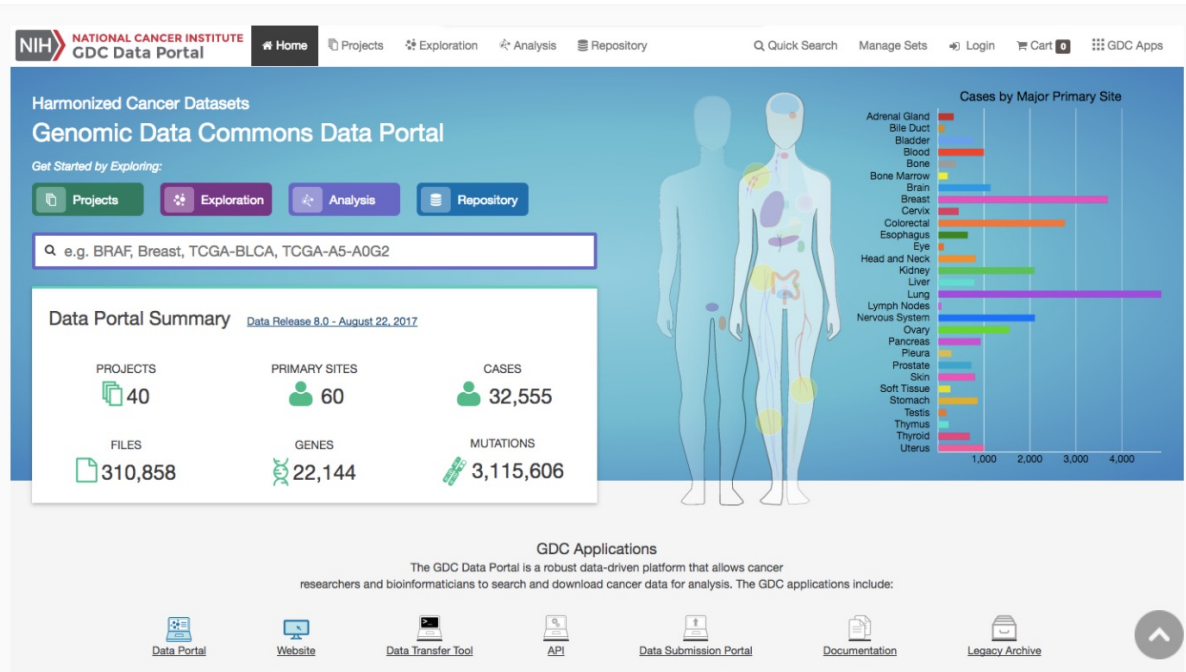 NIH NATIONAL CANCER INSTITUTE
GDC Data Portal
Home Projects Exploration Analysis Repository Quick Search Manage Sets Login Cart 0 GDC Apps
Harmonized Cancer Datasets
Genomic Data Commons Data Portal
Get Started by Exploring:
Projects Exploration Analysis Repository
e.g. BRAF, Breast, TCGA-BLCA, TCGA-A5-A0G2
Data Portal Summary Data Release 8.0 - August 22, 2017
PROJECTS PRIMARY SITES CASES
40 60 32,555
FILES GENES MUTATIONS
310,858 22,144 3,115,606
Cases by Major Primary Site
Adrenal Gland
Bile Duct
Bladder
Blood
Bone
Bone Marrow
Brain
Breast
Cervix
Colorectal
Esophagus
Eye
Head and Neck
Kidney
Liver
Lung
Lymph Nodes
Nervous System
Ovary
Pancreas
Pleura
Prostate
Skin
Soft Tissue
Stomach
Testis
Thymus
Thyroid
Uterus
1,000 2,000 3,000 4,000
GDC Applications
The GDC Data Portal is a robust data-driven platform that allows cancer
researchers and bioinformaticians to search and download cancer data for analysis. The GDC applications include:
Data Portal Website Data Transfer Tool API Data Submission Portal Documentation Legacy Archive